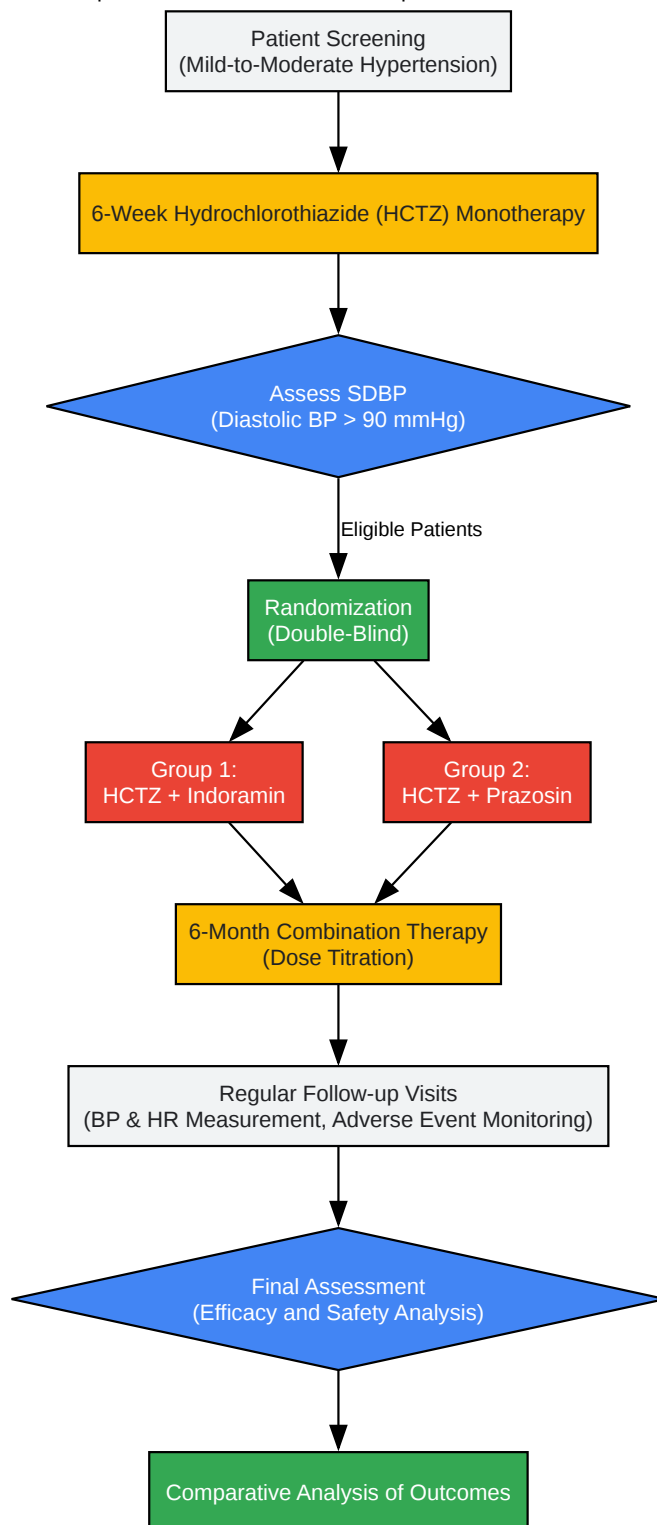 Patient Screening
(Mild-to-Moderate Hypertension)
6-Week Hydrochlorothiazide (HCTZ) Monotherapy
Assess SDBP
(Diastolic BP > 90 mmHg)
Eligible Patients
Randomization
(Double-Blind)
Group 1:
HCTZ + Indoramin
Group 2:
HCTZ + Prazosin
6-Month Combination Therapy
(Dose Titration)
Regular Follow-up Visits
(BP & HR Measurement, Adverse Event Monitoring)
Final Assessment
(Efficacy and Safety Analysis)
Comparative Analysis of Outcomes